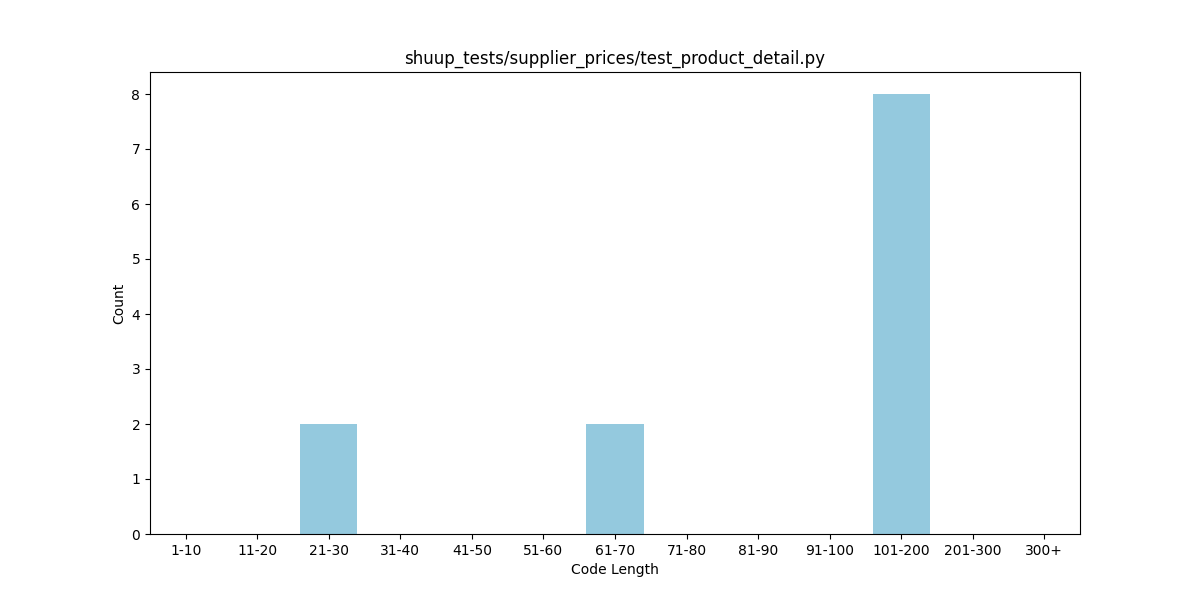 shuup_tests/supplier_prices/test_product_detail.py
8
7
6
5
4
3
2
1
0
Count
1-10 11-20 21-30 31-40 41-50 51-60 61-70 71-80 81-90 91-100 101-200 201-300 300+
Code Length